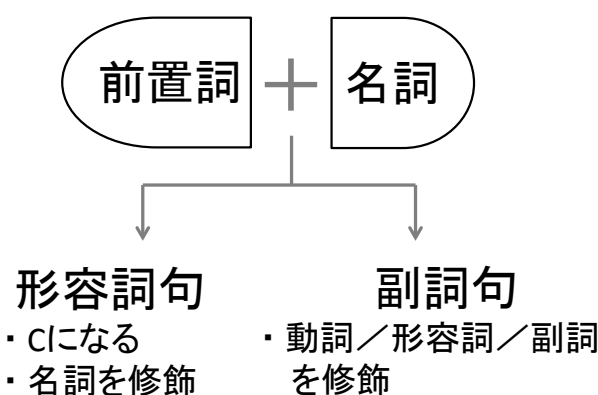 前置詞 + 名詞
形容詞句
・Cになる
・名詞を修飾
副詞句
・動詞／形容詞／副詞
を修飾